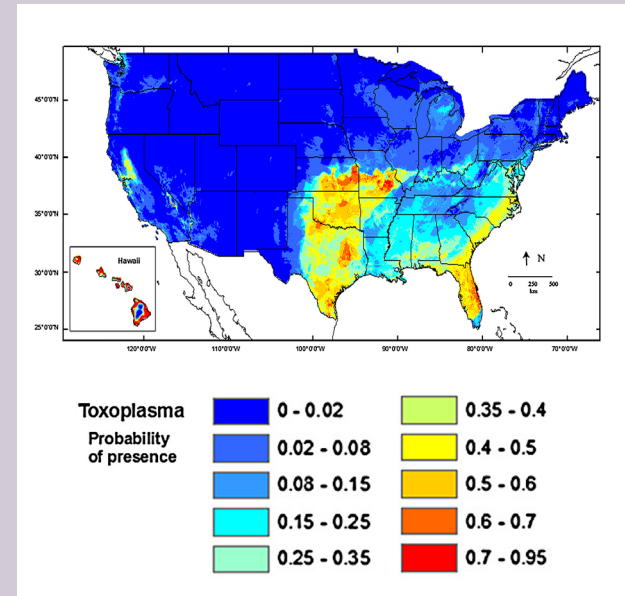 45°0'0"N
40°0'0"N
35°0'0"N
30°0'0"N
25°0'0"N
Hawaii
N
0 250 500
km
120°0'0"W 110°0'0"W 100°0'0"W 90°0'0"W 80°0'0"W 70°0'0"W
Toxoplasma
Probability
of presence
0 - 0.02
0.02 - 0.08
0.08 - 0.15
0.15 - 0.25
0.25 - 0.35
0.35 - 0.4
0.4 - 0.5
0.5 - 0.6
0.6 - 0.7
0.7 - 0.95